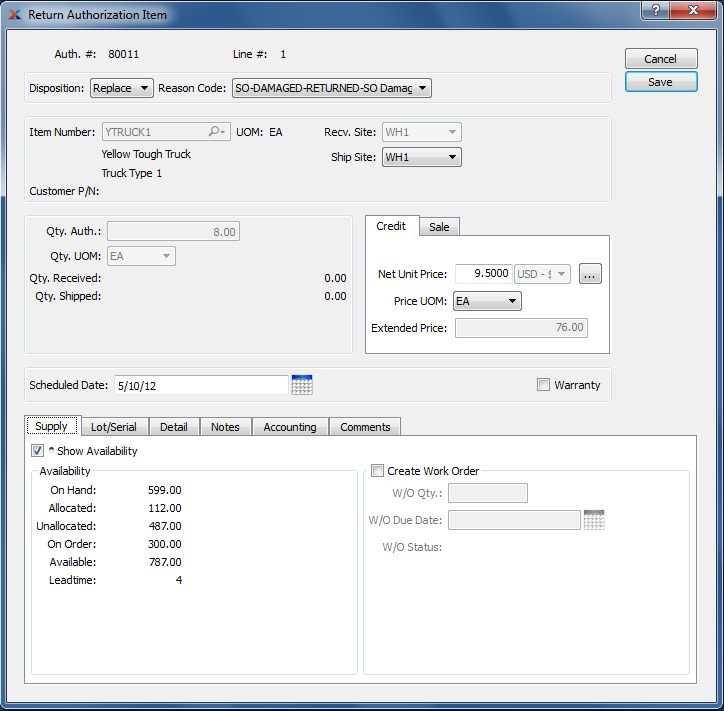 Return Authorization Item
Auth. #: 80011 Line #: 1
Cancel
Save
Disposition: Replace Reason Code: SO-DAMAGED-RETURNED-SO Damag
Item Number: YTRUCK1 UOM: EA Recv. Site: WH1
Yellow Tough Truck Ship Site: WH1
Truck Type 1
Customer P/N:
Qty. Auth.: 8.00
Qty. UOM: EA
Qty. Received: 0.00
Qty. Shipped: 0.00
Credit Sale
Net Unit Price: 9.5000 USD - $ ...
Price UOM: EA
Extended Price: 76.00
Scheduled Date: 5/10/12 Warranty
Supply Lot/Serial Detail Notes Accounting Comments
^ Show Availability
Availability
On Hand: 599.00
Allocated: 112.00
Unallocated: 487.00
On Order: 300.00
Available: 787.00
Leadtime: 4
Create Work Order
W/O Qty.:
W/O Due Date:
W/O Status: